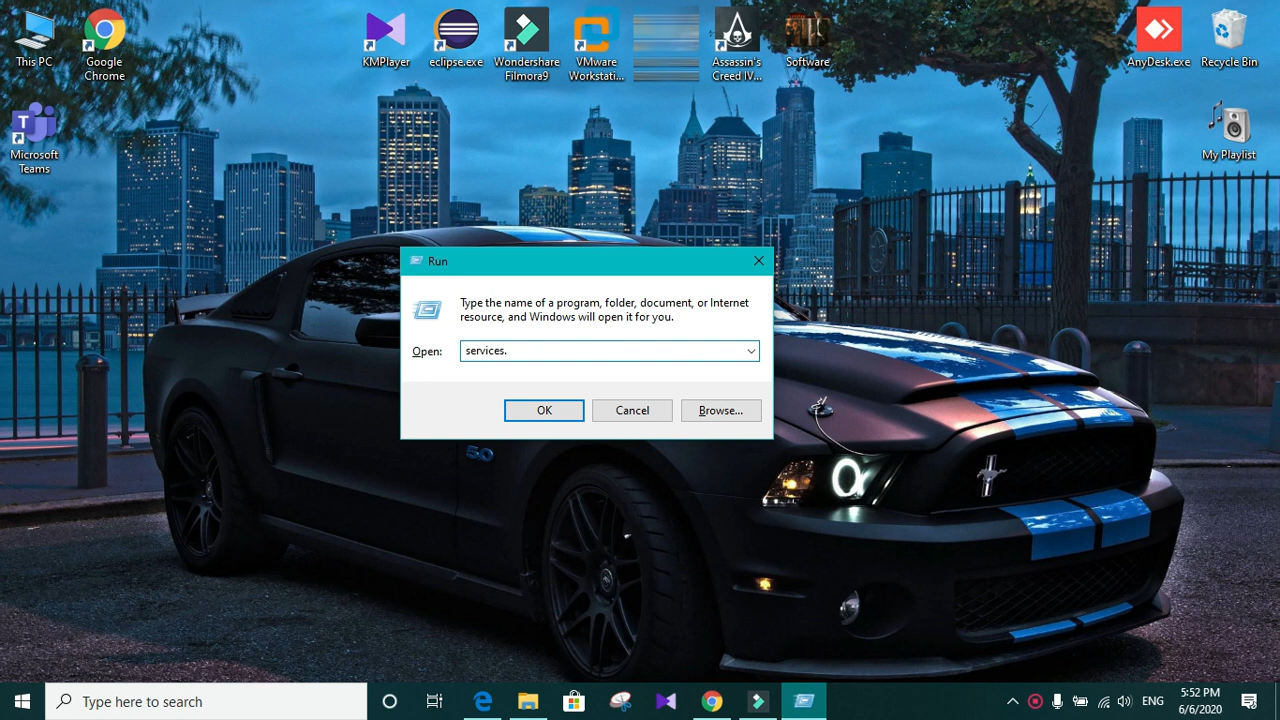 This PC
Google
Chrome
KMPlayer
eclipse.exe
Wondershare
Filmora9
VMware
Workstati...
Assassin's
Creed IV...
Software
AnyDesk.exe
Recycle Bin
Microsoft
Teams
My Playlist
Run
Type the name of a program, folder, document, or Internet
resource, and Windows will open it for you.
Open:
services.
OK
Cancel
Browse...
5.0
Type here to search
ENG
5:52 PM
6/6/2020